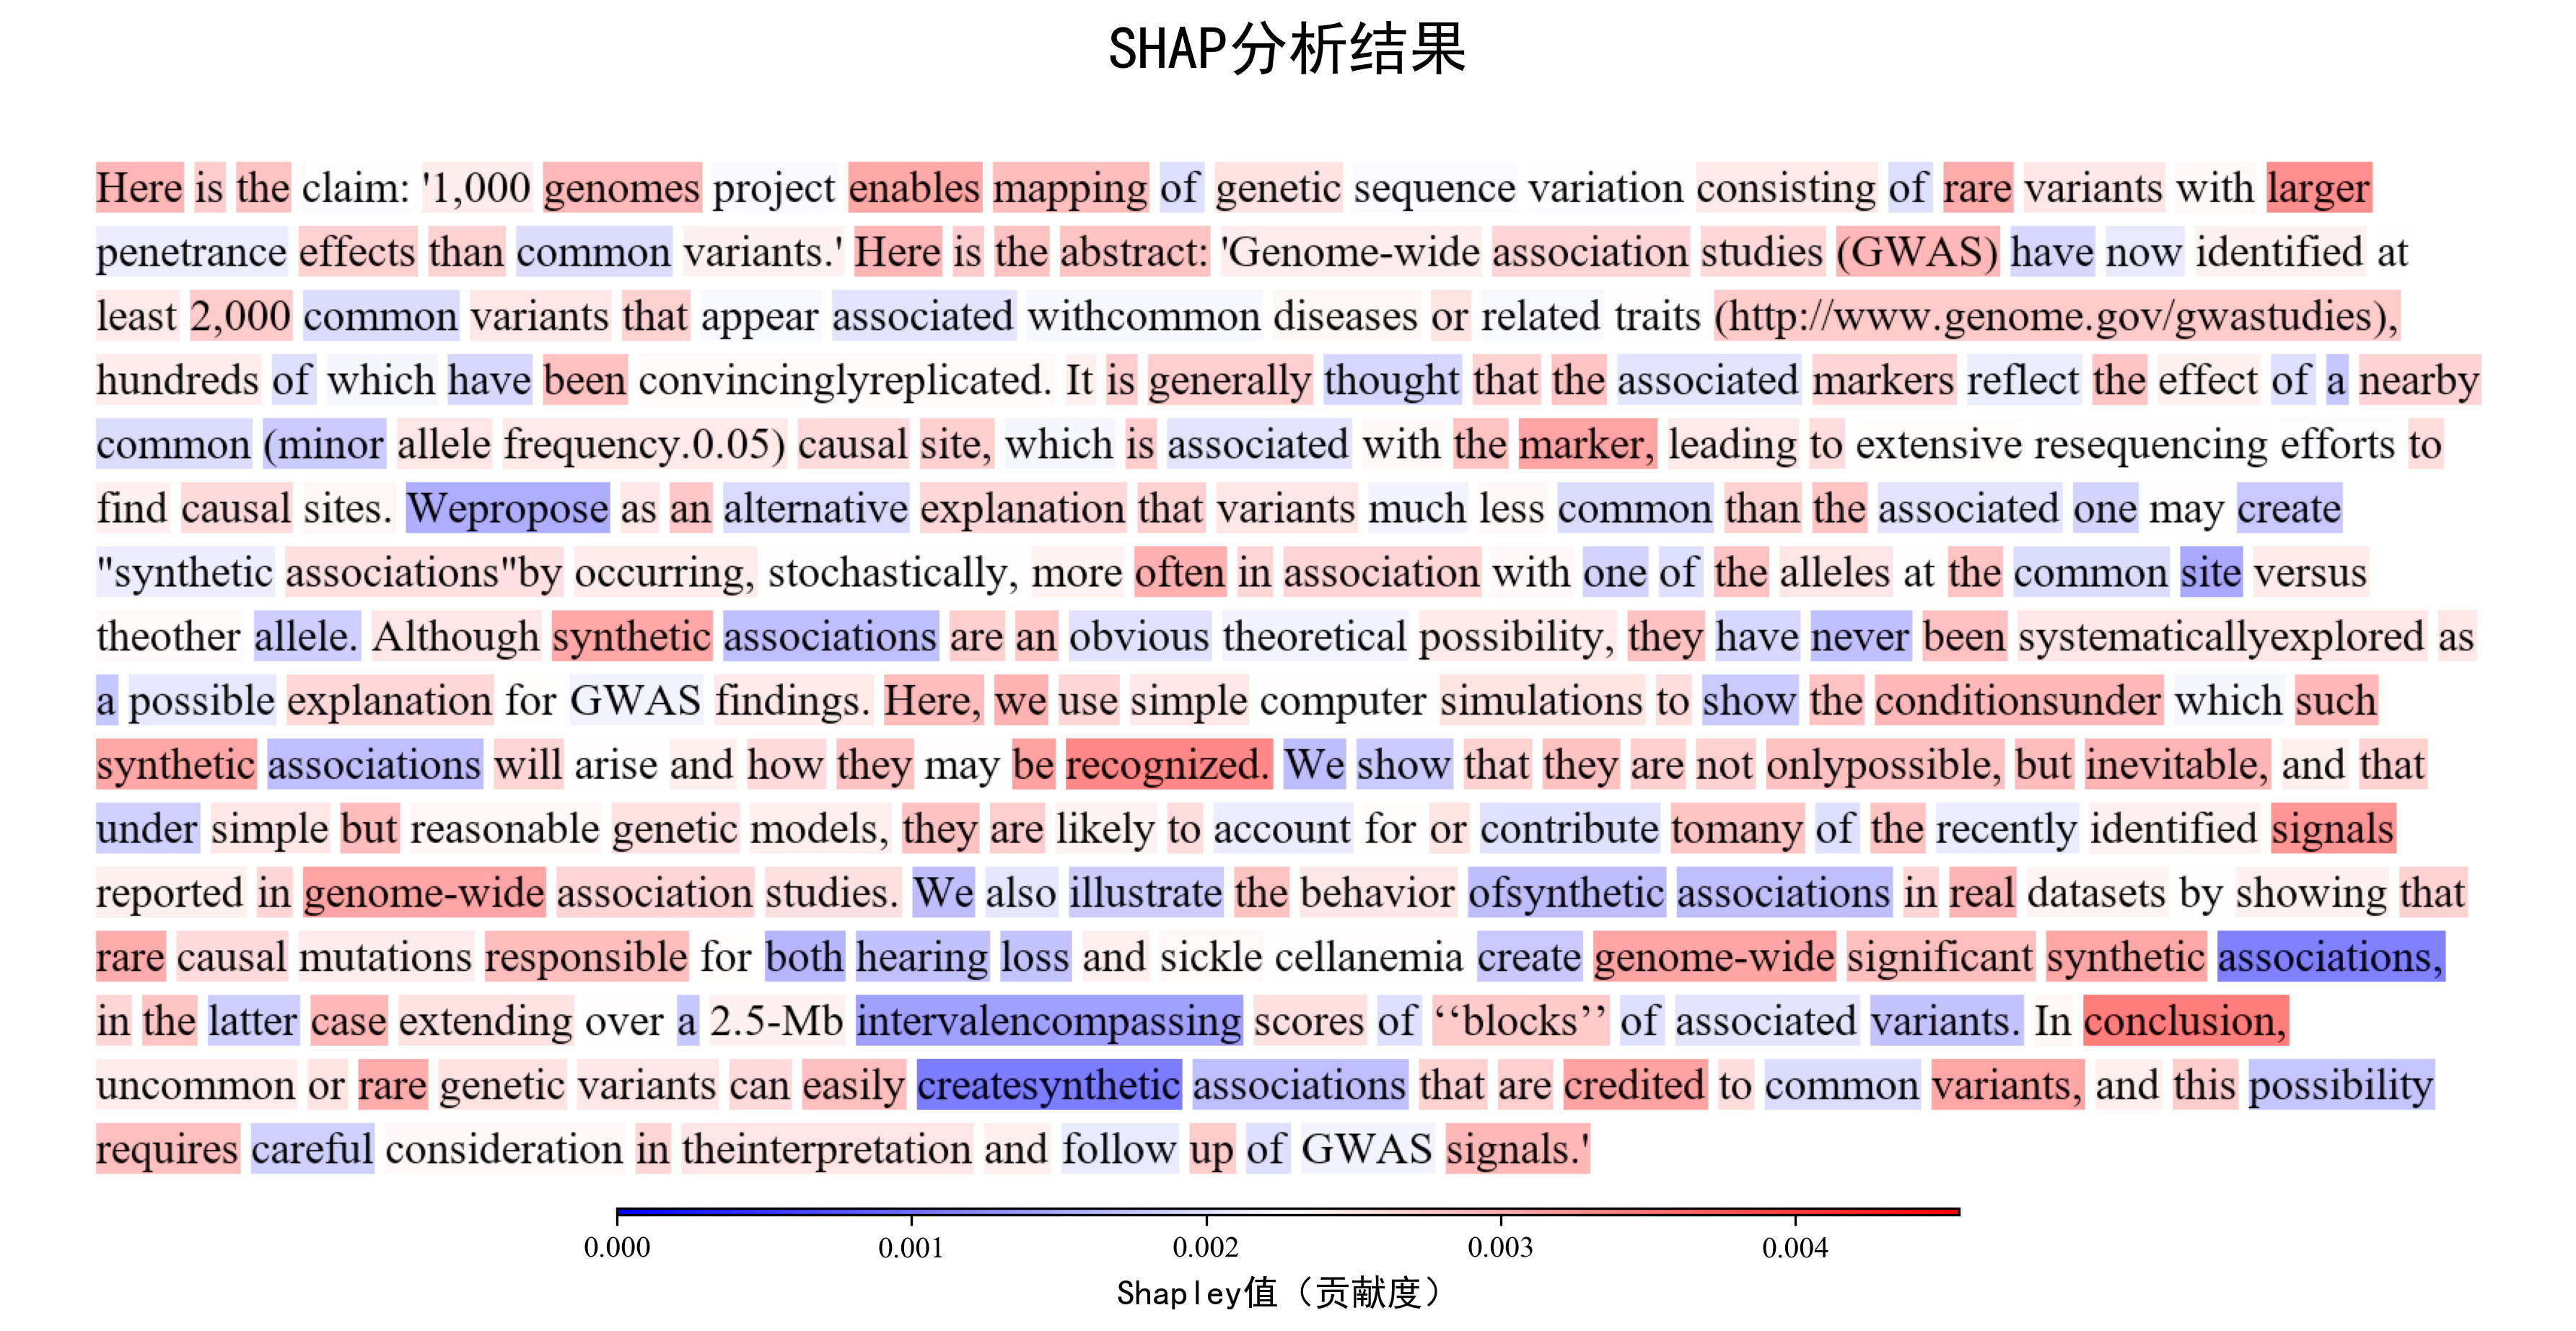 SHAP分析结果
Here is the claim: '1,000 genomes project enables mapping of genetic sequence variation consisting of rare variants with larger
penetrance effects than common variants.' Here is the abstract: 'Genome-wide association studies (GWAS) have now identified at
least 2,000 common variants that appear associated withcommon diseases or related traits (http://www.genome.gov/gwastudies),
hundreds of which have been convincinglyreplicated. It is generally thought that the associated markers reflect the effect of a nearby
common (minor allele frequency.0.05) causal site, which is associated with the marker, leading to extensive resequencing efforts to
find causal sites. Wepropose as an alternative explanation that variants much less common than the associated one may create
"synthetic associations"by occurring, stochastically, more often in association with one of the alleles at the common site versus
theother allele. Although synthetic associations are an obvious theoretical possibility, they have never been systematicallyexplored as
a possible explanation for GWAS findings. Here, we use simple computer simulations to show the conditionsunder which such
synthetic associations will arise and how they may be recognized. We show that they are not onlypossible, but inevitable, and that
under simple but reasonable genetic models, they are likely to account for or contribute tomany of the recently identified signals
reported in genome-wide association studies. We also illustrate the behavior ofsynthetic associations in real datasets by showing that
rare causal mutations responsible for both hearing loss and sickle cellanemia create genome-wide significant synthetic associations,
in the latter case extending over a 2.5-Mb intervalencompassing scores of ‘‘blocks’’ of associated variants. In conclusion,
uncommon or rare genetic variants can easily createsynthetic associations that are credited to common variants, and this possibility
requires careful consideration in theinterpretation and follow up of GWAS signals.'
0.000 0.001 0.002 0.003 0.004
Shapley值（贡献度）